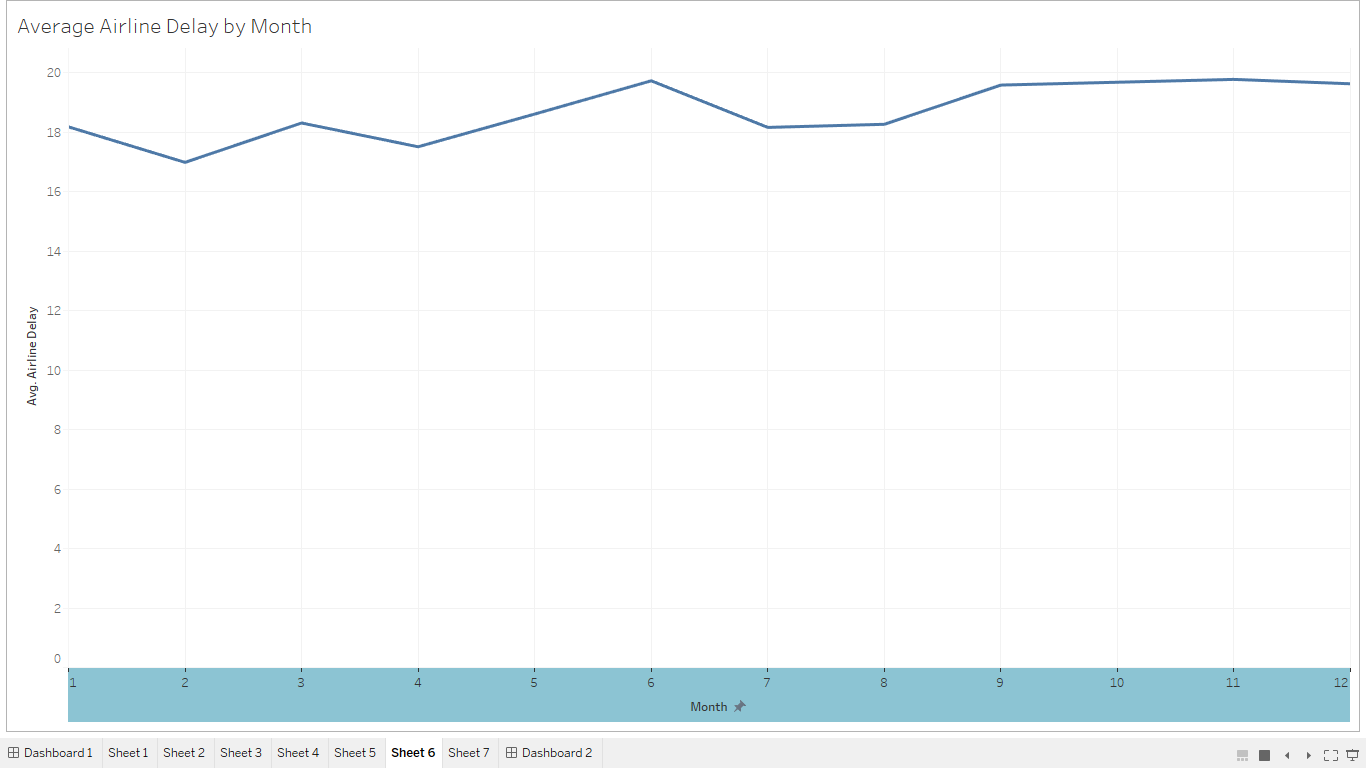 Average Airline Delay by Month
20
18
16
14
12
10
8
6
4
2
0
Avg. Airline Delay
1 2 3 4 5 6 7 8 9 10 11 12
Month
Dashboard 1 Sheet 1 Sheet 2 Sheet 3 Sheet 4 Sheet 5 Sheet 6 Sheet 7 Dashboard 2